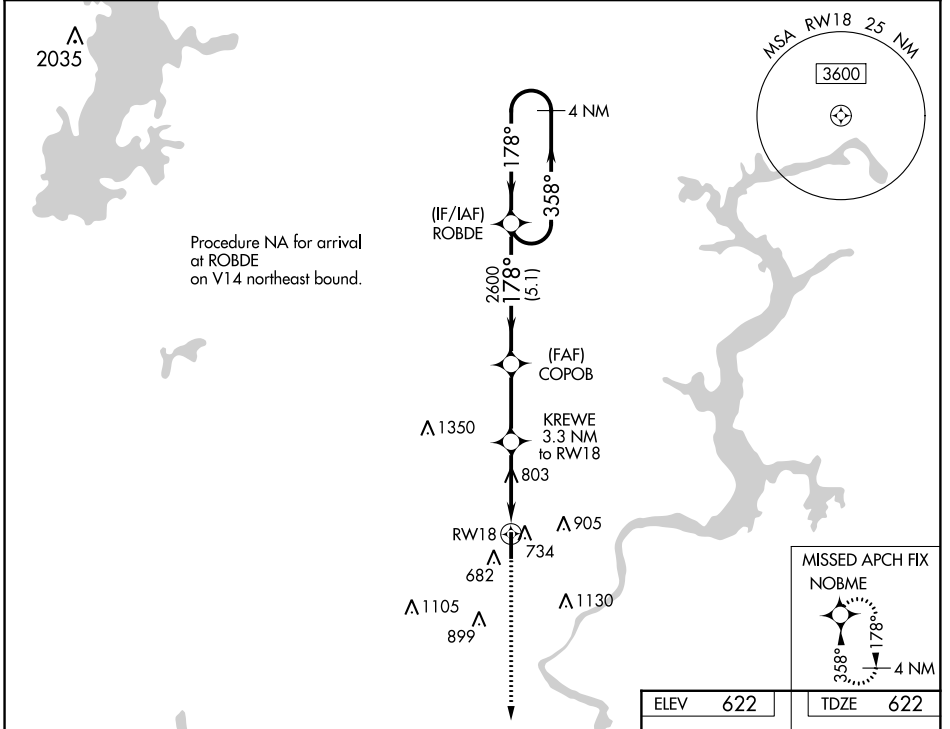 2035
MSA RW18 25 NM
3600
4 NM
178°
358°
(IF/IAF)
ROBDE
Procedure NA for arrival
at ROBDE
on V14 northeast bound.
2600
178°
(5.1)
(FAF)
COPOB
1350
KREWE
3.3 NM
to RW18
803
RW18
905
734
682
1105
899
1130
MISSED APCH FIX
NOBME
358°
178°
4 NM
ELEV 622
TDZE 622